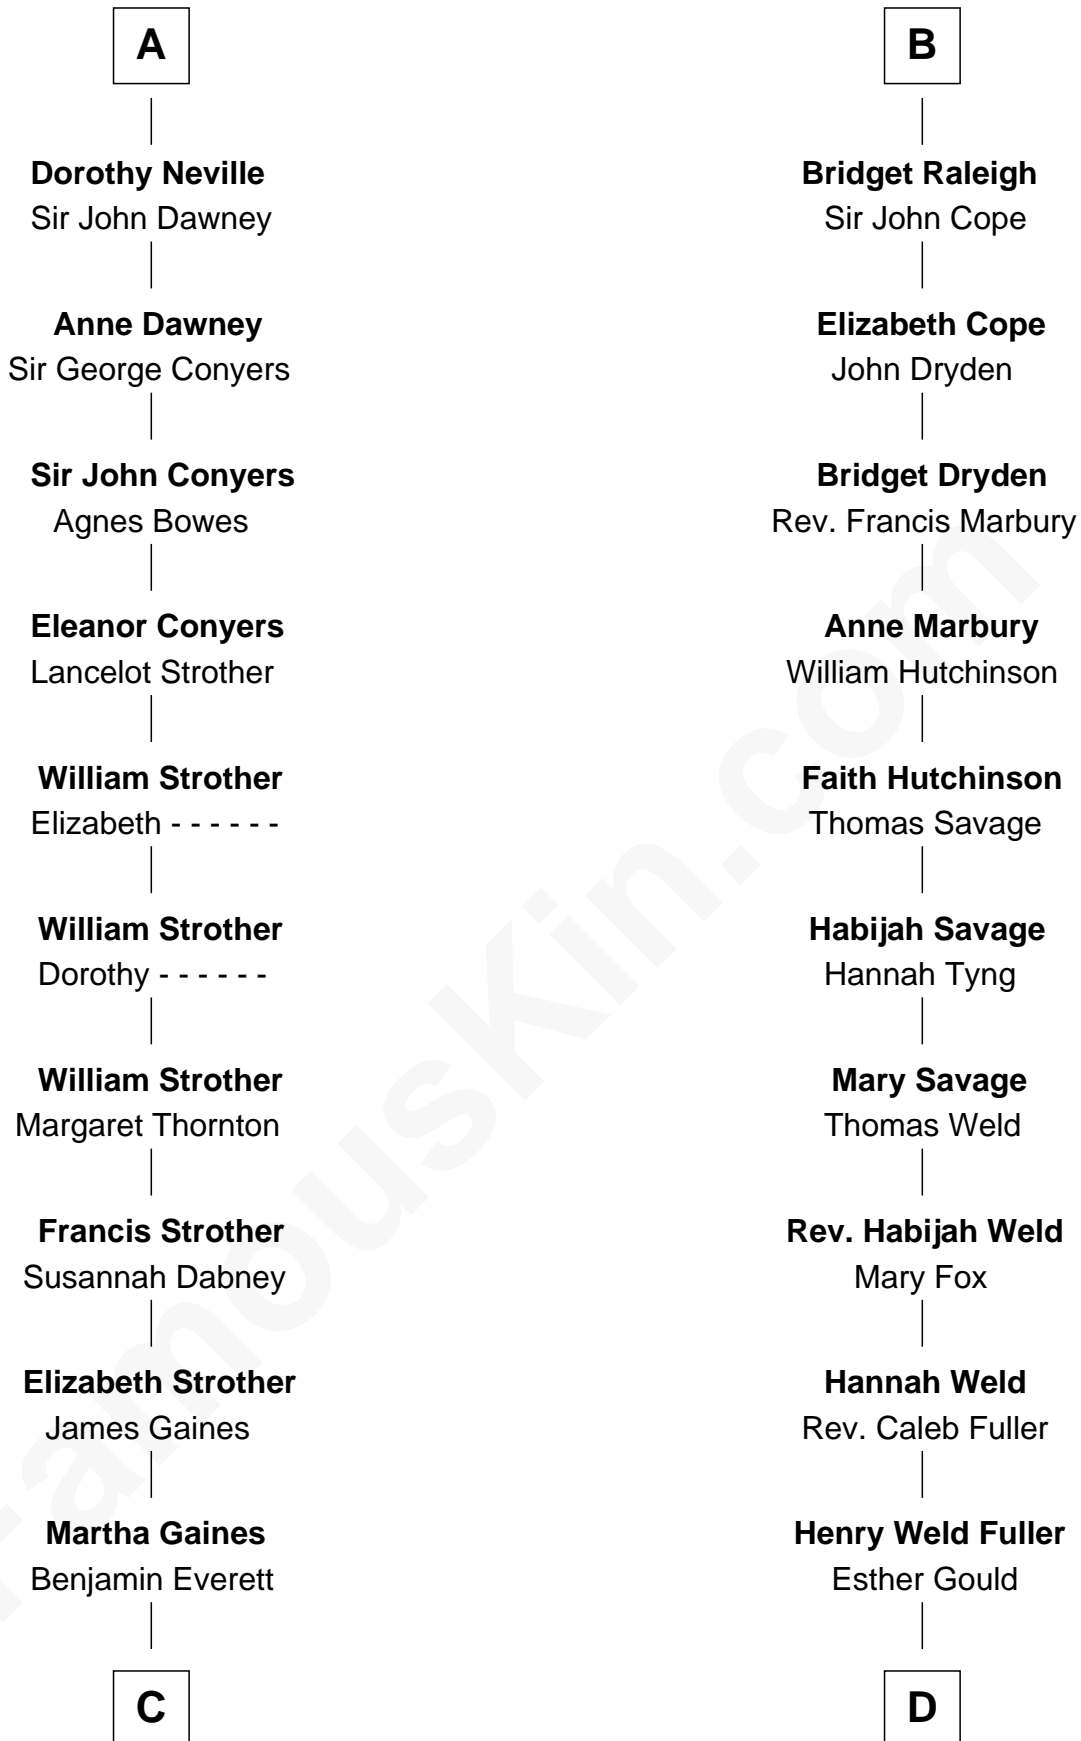 A
Dorothy Neville
Sir John Dawney
Anne Dawney
Sir George Conyers
Sir John Conyers
Agnes Bowes
Eleanor Conyers
Lancelot Strother
William Strother
Elizabeth - - - - - -
William Strother
Dorothy - - - - - -
William Strother
Margaret Thornton
Francis Strother
Susannah Dabney
Elizabeth Strother
James Gaines
Martha Gaines
Benjamin Everett
C
B
Bridget Raleigh
Sir John Cope
Elizabeth Cope
John Dryden
Bridget Dryden
Rev. Francis Marbury
Anne Marbury
William Hutchinson
Faith Hutchinson
Thomas Savage
Habijah Savage
Hannah Tyng
Mary Savage
Thomas Weld
Rev. Habijah Weld
Mary Fox
Hannah Weld
Rev. Caleb Fuller
Henry Weld Fuller
Esther Gould
D
FamousKin.com